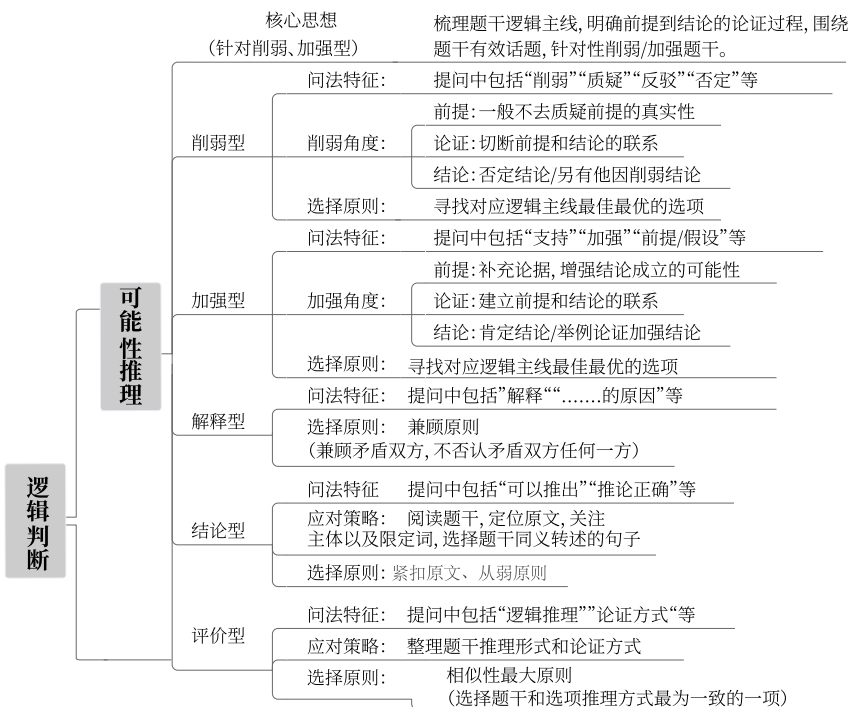 核心思想
（针对削弱、加强型）
梳理题干逻辑主线，明确前提到结论的论证过程，围绕
题干有效话题，针对性削弱/加强题干。
问法特征：
提问中包括“削弱”“质疑”“反驳”“否定”等
削弱型
削弱角度：
前提：一般不去质疑前提的真实性
论证：切断前提和结论的联系
结论：否定结论/另有他因削弱结论
选择原则：
寻找对应逻辑主线最佳最优的选项
问法特征：
提问中包括“支持”“加强”“前提/假设”等
加强型
加强角度：
前提：补充论据，增强结论成立的可能性
论证：建立前提和结论的联系
结论：肯定结论/举例论证加强结论
选择原则：
寻找对应逻辑主线最佳最优的选项
可能性推理
解释型
问法特征：
提问中包括”解释““.......的原因”等
选择原则：
兼顾原则
（兼顾矛盾双方，不否认矛盾双方任何一方）
逻辑判断
结论型
问法特征
提问中包括“可以推出”“推论正确”等
应对策略：
阅读题干，定位原文，关注
主体以及限定词，选择题干同义转述的句子
选择原则：
紧扣原文、从弱原则
评价型
问法特征：
提问中包括“逻辑推理””论证方式“等
应对策略：
整理题干推理形式和论证方式
选择原则：
相似性最大原则
（选择题干和选项推理方式最为一致的一项）